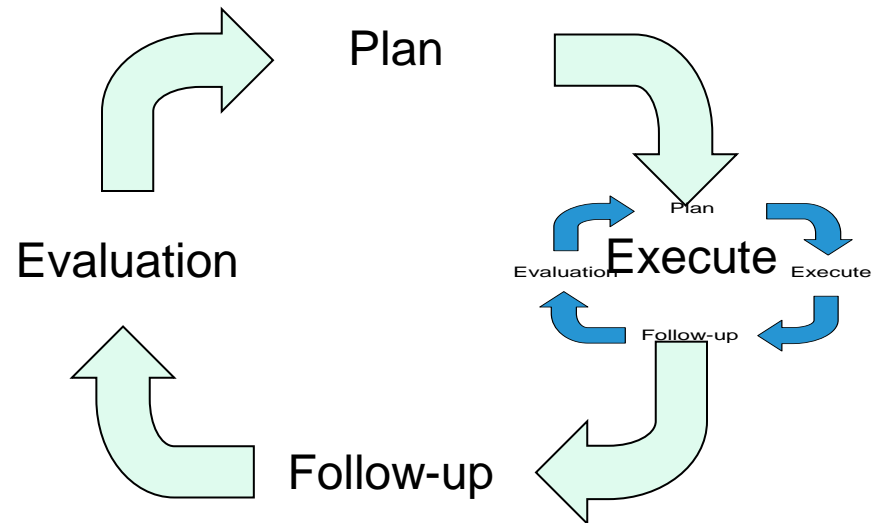 Plan
Plan
Evaluation
Evaluation
Execute
Execute
Follow-up
Follow-up